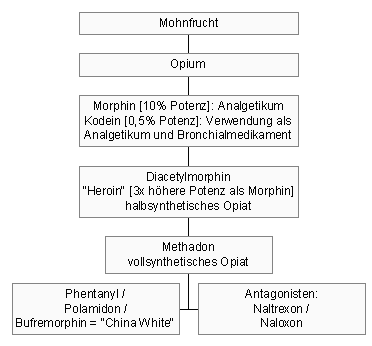 Mohnfrucht
Opium
Morphin [10% Potenz]: Analgetikum
Kodein [0,5% Potenz]: Verwendung als
Analgetikum und Bronchialmedikament
Diacetylmorphin
"Heroin" [3x höhere Potenz als Morphin]
halbsynthetisches Opiat
Methadon
vollsynthetisches Opiat
Phentanyl /
Polamidon /
Bufremorphin = "China White"
Antagonisten:
Naltrexon /
Naloxon